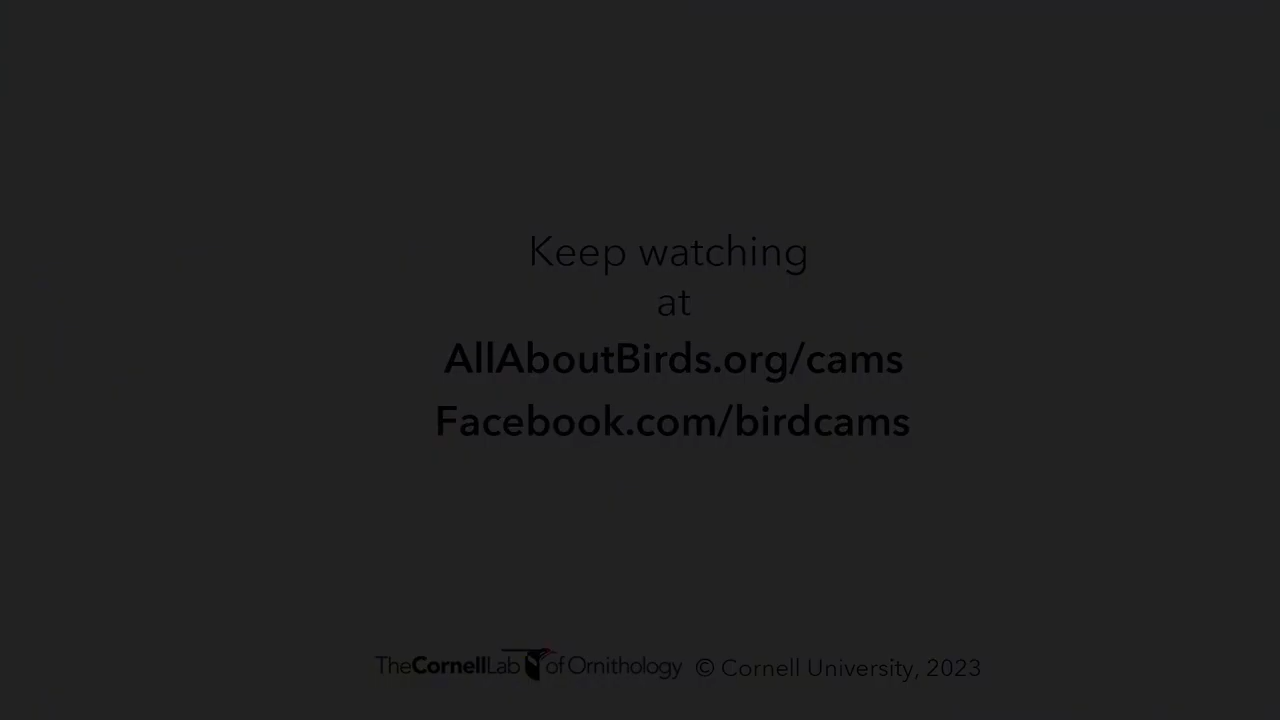 Keep watching
at
AllAboutBirds.org/cams
Facebook.com/birdcams
TheCornellLab of Ornithology © Cornell University, 2023